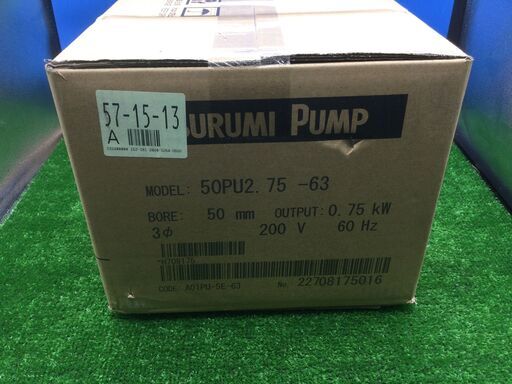 57-15-13
A
SURUMI PUMP
MODEL: 50PU2.75 -63
BORE: 50 mm OUTPUT: 0.75 kW
3φ 200 V 60 Hz
*H708175
CODE: A01PU-5E-63 No. 22708175016